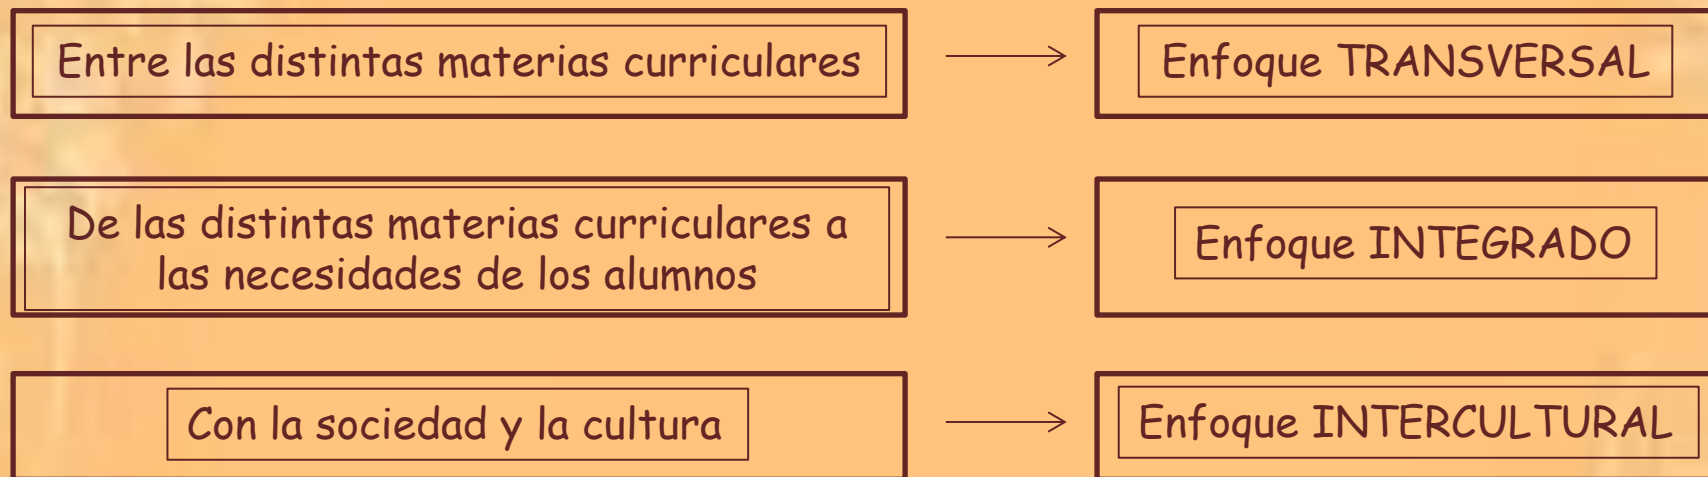 Entre las distintas materias curriculares
Enfoque TRANSVERSAL
De las distintas materias curriculares a
las necesidades de los alumnos
Enfoque INTEGRADO
Con la sociedad y la cultura
Enfoque INTERCULTURAL